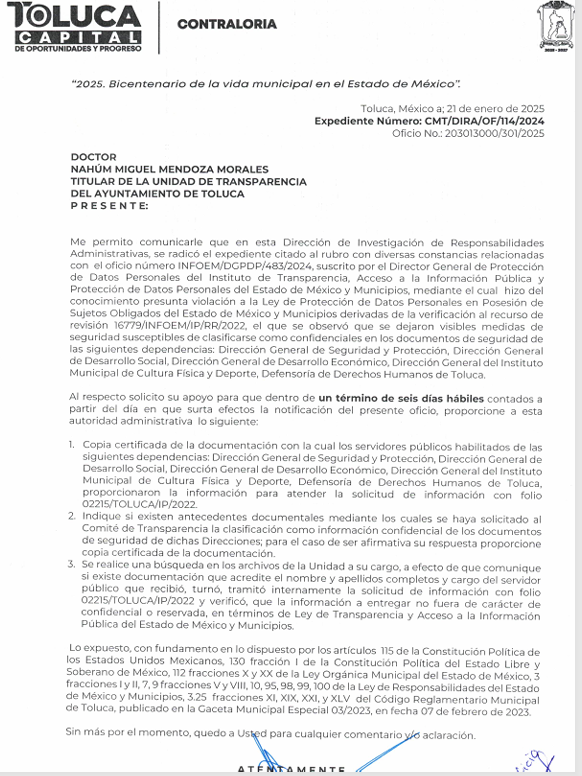 TOLUCA
CAPITAL
DE OPORTUNIDADES Y PROGRESO
CONTRALORIA
"2025. Bicentenario de la vida municipal en el Estado de México".
Toluca, México a; 21 de enero de 2025
Expediente Número: CMT/DIRA/OF/114/2024
Oficio No.: 203013000/301/2025
DOCTOR
NAHÚM MIGUEL MENDOZA MORALES
TITULAR DE LA UNIDAD DE TRANSPARENCIA
DEL AYUNTAMIENTO DE TOLUCA
P R E S E N T E:
Me permito comunicarle que en esta Dirección de Investigación de Responsabilidades
Administrativas, se radicó el expediente citado al rubro con diversas constancias relacionadas
con el oficio número INFOEM/DGPDP/483/2024, suscrito por el Director General de Protección
de Datos Personales del Instituto de Transparencia, Acceso a la Información Pública y
Protección de Datos Personales del Estado de México y Municipios, mediante el cual hizo del
conocimiento presunta violación a la Ley de Protección de Datos Personales en Posesión de
Sujetos Obligados del Estado de México y Municipios derivadas de la verificación al recurso de
revisión 16779/INFOEM/IP/RR/2022, el que se observó que se dejaron visibles medidas de
seguridad susceptibles de clasificarse como confidenciales en los documentos de seguridad de
las siguientes dependencias: Dirección General de Seguridad y Protección, Dirección General
de Desarrollo Social, Dirección General de Desarrollo Económico, Dirección General del Instituto
Municipal de Cultura Física y Deporte, Defensoría de Derechos Humanos de Toluca.
Al respecto solicito su apoyo para que dentro de un término de seis días hábiles contados a
partir del día en que surta efectos la notificación del presente oficio, proporcione a esta
autoridad administrativa lo siguiente:
1. Copia certificada de la documentación con la cual los servidores públicos habilitados de las
siguientes dependencias: Dirección General de Seguridad y Protección, Dirección General de
Desarrollo Social, Dirección General de Desarrollo Económico, Dirección General del Instituto
Municipal de Cultura Física y Deporte, Defensoría de Derechos Humanos de Toluca,
proporcionaron la información para atender la solicitud de información con folio
02215/TOLUCA/IP/2022.
2. Indique si existen antecedentes documentales mediante los cuales se haya solicitado al
Comité de Transparencia la clasificación como información confidencial de los documentos
de seguridad de dichas Direcciones; para el caso de ser afirmativa su respuesta proporcione
copia certificada de la documentación.
3. Se realice una búsqueda en los archivos de la Unidad a su cargo, a efecto de que comunique
si existe documentación que acredite el nombre y apellidos completos y cargo del servidor
público que recibió, turnó, tramitó internamente la solicitud de información con folio
02215/TOLUCA/IP/2022 y verificó, que la información a entregar no fuera de carácter de
confidencial o reservada, en términos de Ley de Transparencia y Acceso a la Información
Pública del Estado de México y Municipios.
Lo expuesto, con fundamento en lo dispuesto por los artículos 115 de la Constitución Política de
los Estados Unidos Mexicanos, 130 fracción I de la Constitución Política del Estado Libre y
Soberano de México, 112 fracciones X y XX de la Ley Orgánica Municipal del Estado de México, 3
fracciones I y II, 7, 9 fracciones V y VIII, 10, 95, 98, 99, 100 de la Ley de Responsabilidades del Estado
de México y Municipios, 3.25 fracciones XI, XIX, XXI, y XLV del Código Reglamentario Municipal
de Toluca, publicado en la Gaceta Municipal Especial 03/2023, en fecha 07 de febrero de 2023.
Sin más por el momento, quedo a Usted para cualquier comentario y/o aclaración.
ATENTAMENTE